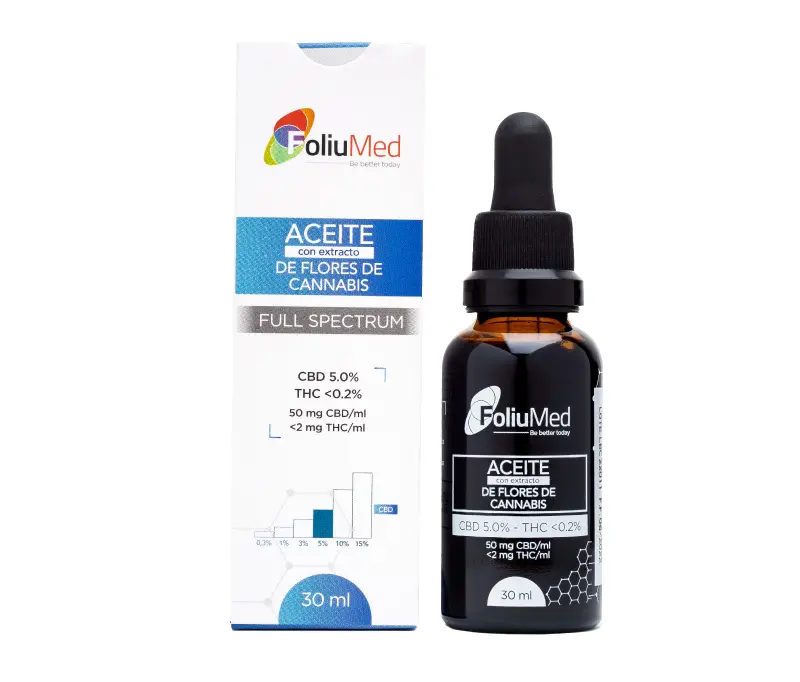 FoliuMed
Be better today
ACEITE
con extracto
DE FLORES DE
CANNABIS
FULL SPECTRUM
CBD 5.0%
THC <0.2%
50 mg CBD/ml
<2 mg THC/ml
CBD
0,3% 1% 3% 5% 10% 15%
30 ml
FoliuMed
Be better today
ACEITE
con extracto
DE FLORES DE
CANNABIS
CBD 5.0% - THC <0.2%
50 mg CBD/ml
<2 mg THC/ml
30 ml